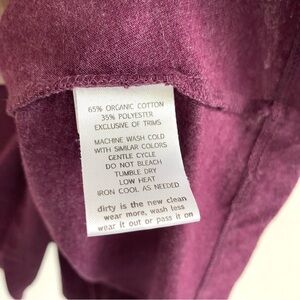 65% ORGANIC COTTON
35% POLYESTER
EXCLUSIVE OF TRIMS
MACHINE WASH COLD
WITH SIMILAR COLORS
GENTLE CYCLE
DO NOT BLEACH
TUMBLE DRY
LOW HEAT
IRON COOL AS NEEDED
dirty is the new clean
wear more, wash less
wear it out or pass it on